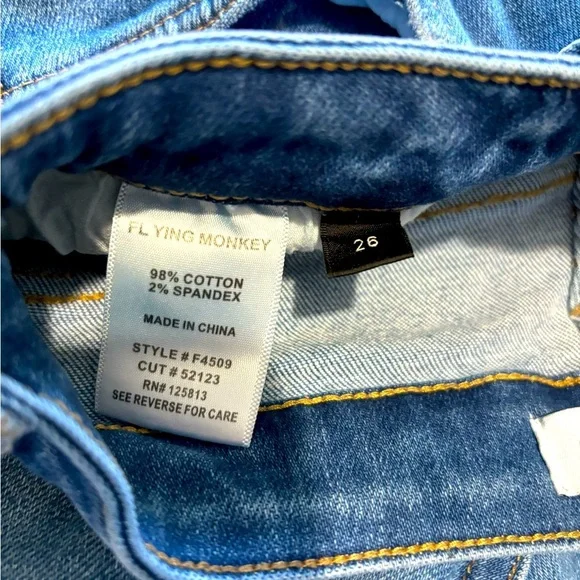 FLYING MONKEY
98% COTTON
2% SPANDEX
MADE IN CHINA
STYLE # F4509
CUT # 52123
RN# 125813
SEE REVERSE FOR CARE
26